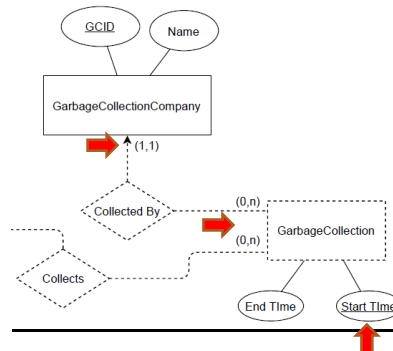 GCID
Name
GarbageCollectionCompany
(1,1)
Collected By
(0,n)
(0,n)
GarbageCollection
Collects
End TIme
Start TIme